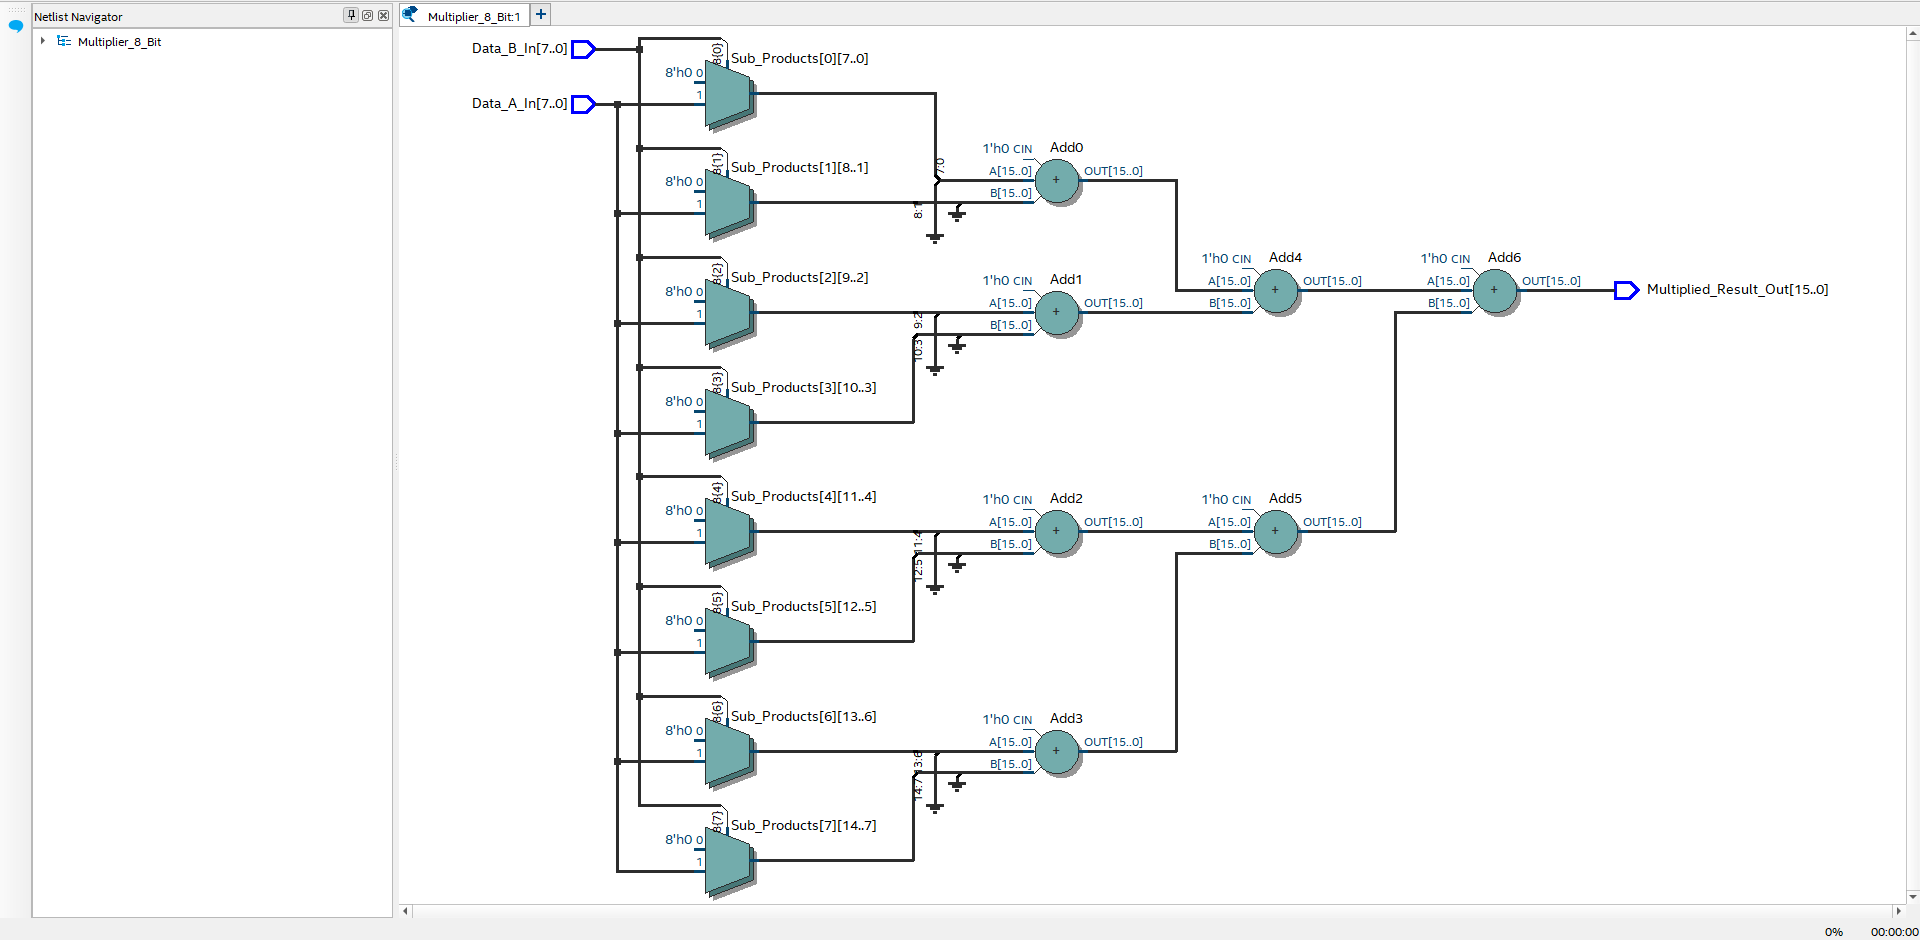 Netlist Navigator
Multiplier_8_Bit
Multiplier_8_Bit:1
+
Data_B_In[7..0]
Data_A_In[7..0]
8{0}
Sub_Products[0][7..0]
8'h0 0
1
8{1}
Sub_Products[1][8..1]
8'h0 0
1
8{2}
Sub_Products[2][9..2]
8'h0 0
1
8{3}
Sub_Products[3][10..3]
8'h0 0
1
8{4}
Sub_Products[4][11..4]
8'h0 0
1
8{5}
Sub_Products[5][12..5]
8'h0 0
1
8{6}
Sub_Products[6][13..6]
8'h0 0
1
8{7}
Sub_Products[7][14..7]
8'h0 0
1
7:0
8:1
9:2
10:3
11:4
12:5
13:6
14:7
1'h0 CIN
Add0
A[15..0]
B[15..0]
+
OUT[15..0]
1'h0 CIN
Add1
A[15..0]
B[15..0]
+
OUT[15..0]
1'h0 CIN
Add2
A[15..0]
B[15..0]
+
OUT[15..0]
1'h0 CIN
Add3
A[15..0]
B[15..0]
+
OUT[15..0]
1'h0 CIN
Add4
A[15..0]
B[15..0]
+
OUT[15..0]
1'h0 CIN
Add5
A[15..0]
B[15..0]
+
OUT[15..0]
1'h0 CIN
Add6
A[15..0]
B[15..0]
+
OUT[15..0]
Multiplied_Result_Out[15..0]
0%
00:00:00